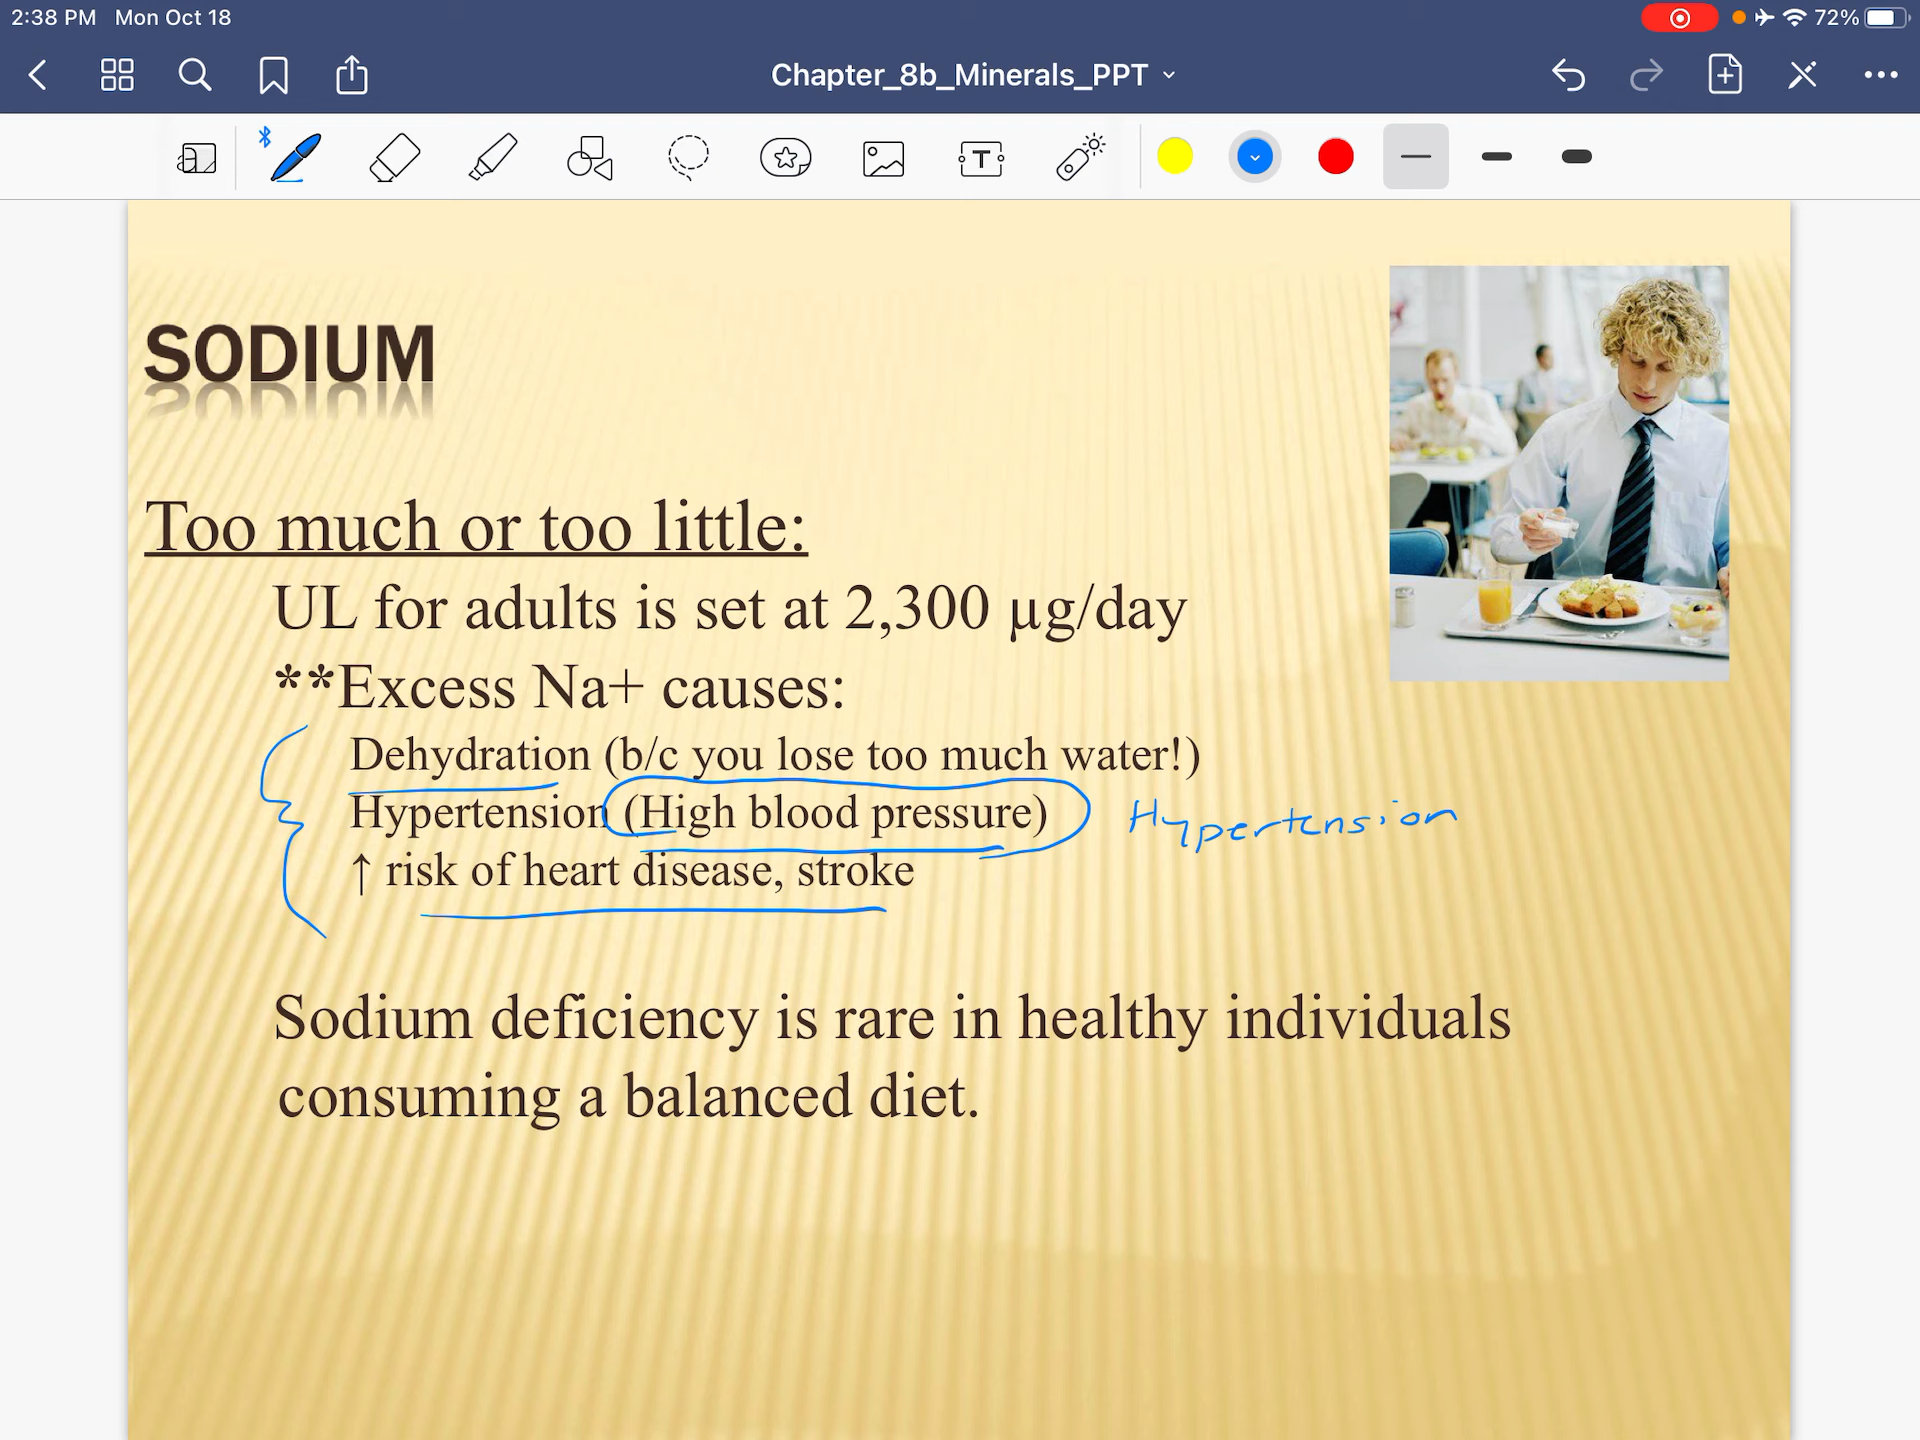 2:38 PM Mon Oct 18
72%
Chapter_8b_Minerals_PPT
SODIUM
Too much or too little:
UL for adults is set at 2,300 µg/day
**Excess Na+ causes:
Dehydration (b/c you lose too much water!)
Hypertension (High blood pressure) Hypertension
↑ risk of heart disease, stroke
Sodium deficiency is rare in healthy individuals
consuming a balanced diet.